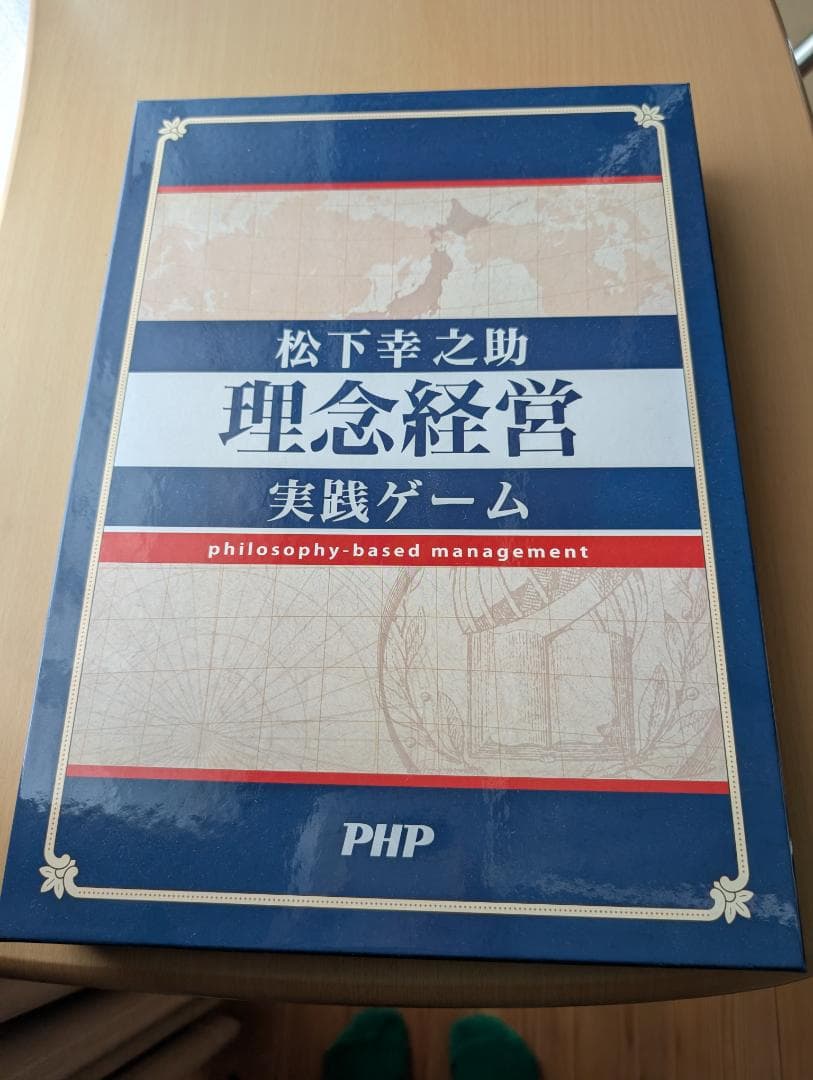 松下幸之助
理念経営
実践ゲーム
philosophy-based management
PHP